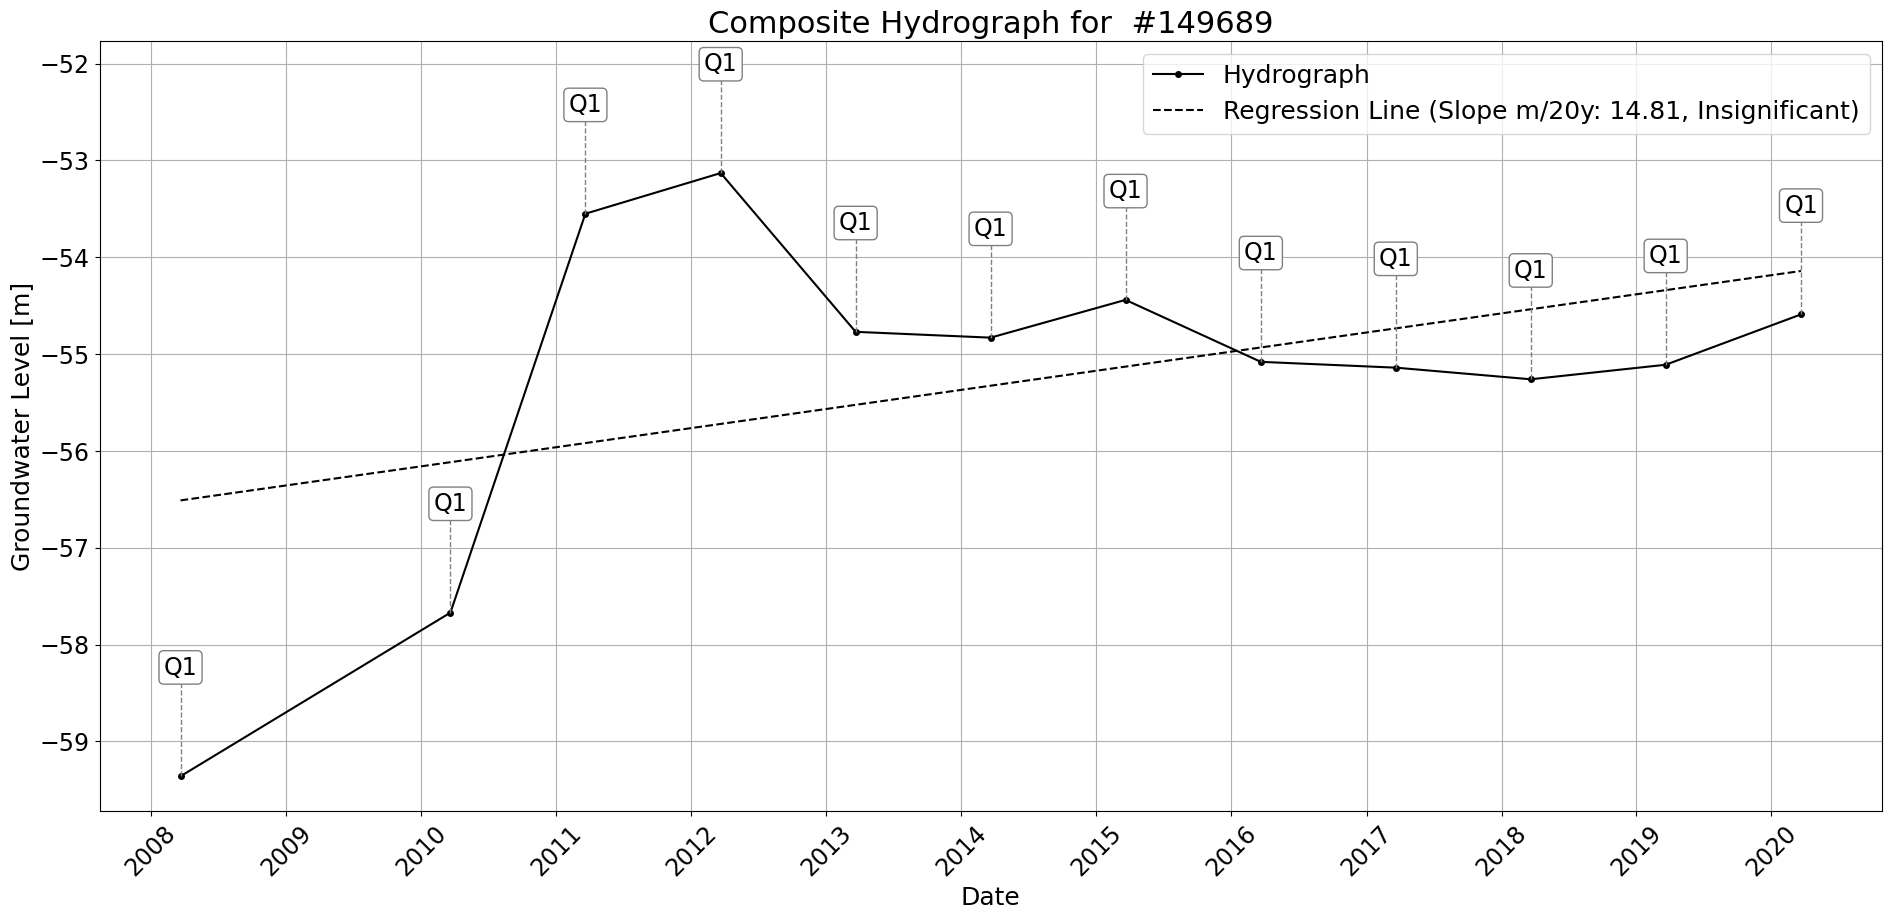 Composite Hydrograph for  #149689
Hydrograph
Regression Line (Slope m/20y: 14.81, Insignificant)
Groundwater Level [m]
−52
−53
−54
−55
−56
−57
−58
−59
Q1
Q1
Q1
Q1
Q1
Q1
Q1
Q1
Q1
Q1
Q1
Q1
2008
2009
2010
2011
2012
2013
2014
2015
2016
2017
2018
2019
2020
Date